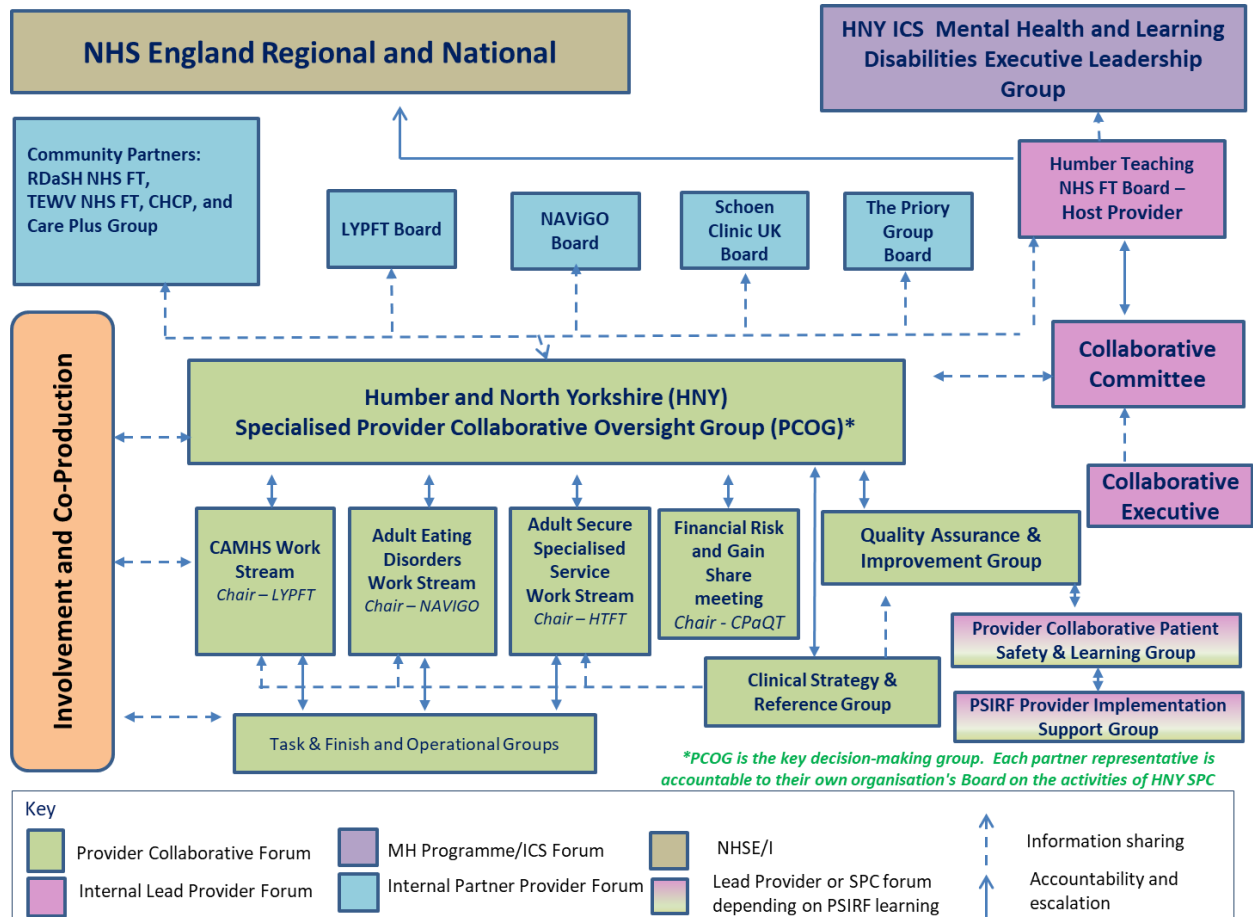 NHS England Regional and National
HNY ICS Mental Health and Learning
Disabilities Executive Leadership
Group
Community Partners:
RDaSH NHS FT,
TEWV NHS FT, CHCP, and
Care Plus Group
LYPFT Board
NAViGO
Board
Schoen
Clinic UK
Board
The Priory
Group
Board
Humber Teaching
NHS FT Board –
Host Provider
Involvement and Co-Production
Humber and North Yorkshire (HNY)
Specialised Provider Collaborative Oversight Group (PCOG)*
Collaborative
Committee
Collaborative
Executive
CAMHS Work
Stream
Chair – LYPFT
Adult Eating
Disorders
Work Stream
Chair – NAVIGO
Adult Secure
Specialised
Service
Work Stream
Chair – HTFT
Financial Risk
and Gain
Share
meeting
Chair - CPaQT
Quality Assurance &
Improvement Group
Provider Collaborative Patient
Safety & Learning Group
Clinical Strategy &
Reference Group
PSIRF Provider Implementation
Support Group
Task & Finish and Operational Groups
*PCOG is the key decision-making group. Each partner representative is
accountable to their own organisation's Board on the activities of HNY SPC
Key
Provider Collaborative Forum
MH Programme/ICS Forum
NHSE/I
Information sharing
Internal Lead Provider Forum
Internal Partner Provider Forum
Lead Provider or SPC forum
depending on PSIRF learning
Accountability and
escalation